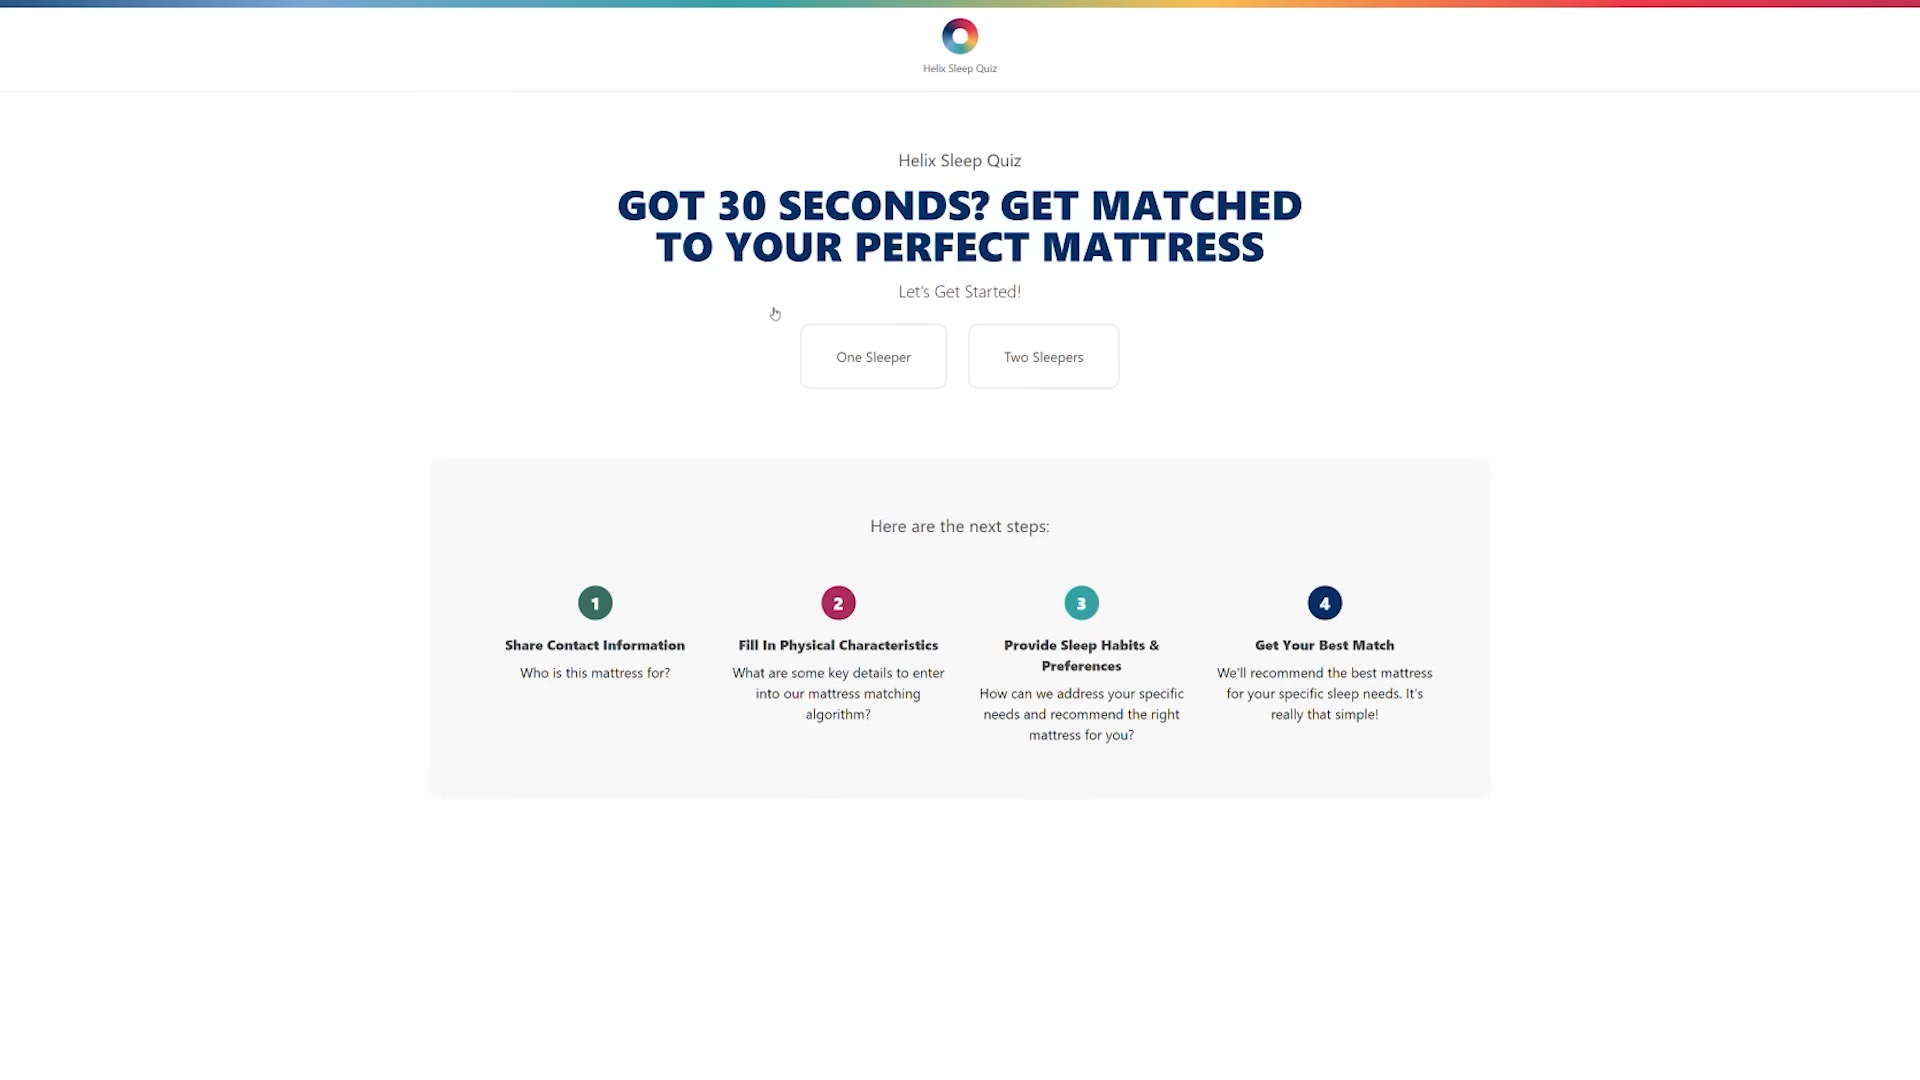 Helix Sleep Quiz
Helix Sleep Quiz
GOT 30 SECONDS? GET MATCHED
TO YOUR PERFECT MATTRESS
Let's Get Started!
One Sleeper
Two Sleepers
Here are the next steps:
1
Share Contact Information
Who is this mattress for?
2
Fill In Physical Characteristics
What are some key details to enter
into our mattress matching
algorithm?
3
Provide Sleep Habits &
Preferences
How can we address your specific
needs and recommend the right
mattress for you?
4
Get Your Best Match
We'll recommend the best mattress
for your specific sleep needs. It's
really that simple!